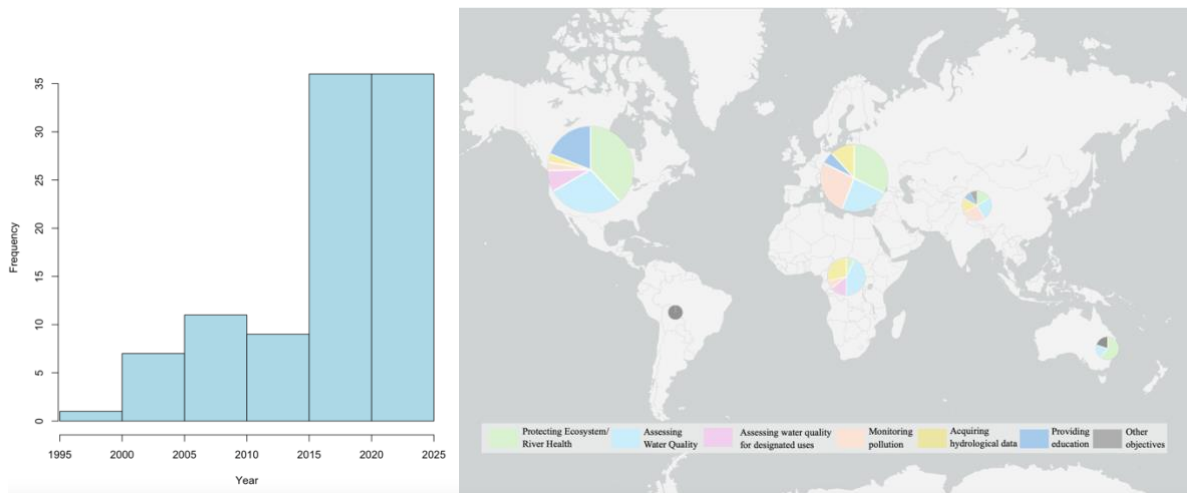 Frequency
35
30
25
20
15
10
5
0
1995 2000 2005 2010 2015 2020 2025
Year
Protecting Ecosystem/
River Health
Assessing
Water Quality
Assessing water quality
for designated uses
Monitoring
pollution
Acquiring
hydrological data
Providing
education
Other
objectives